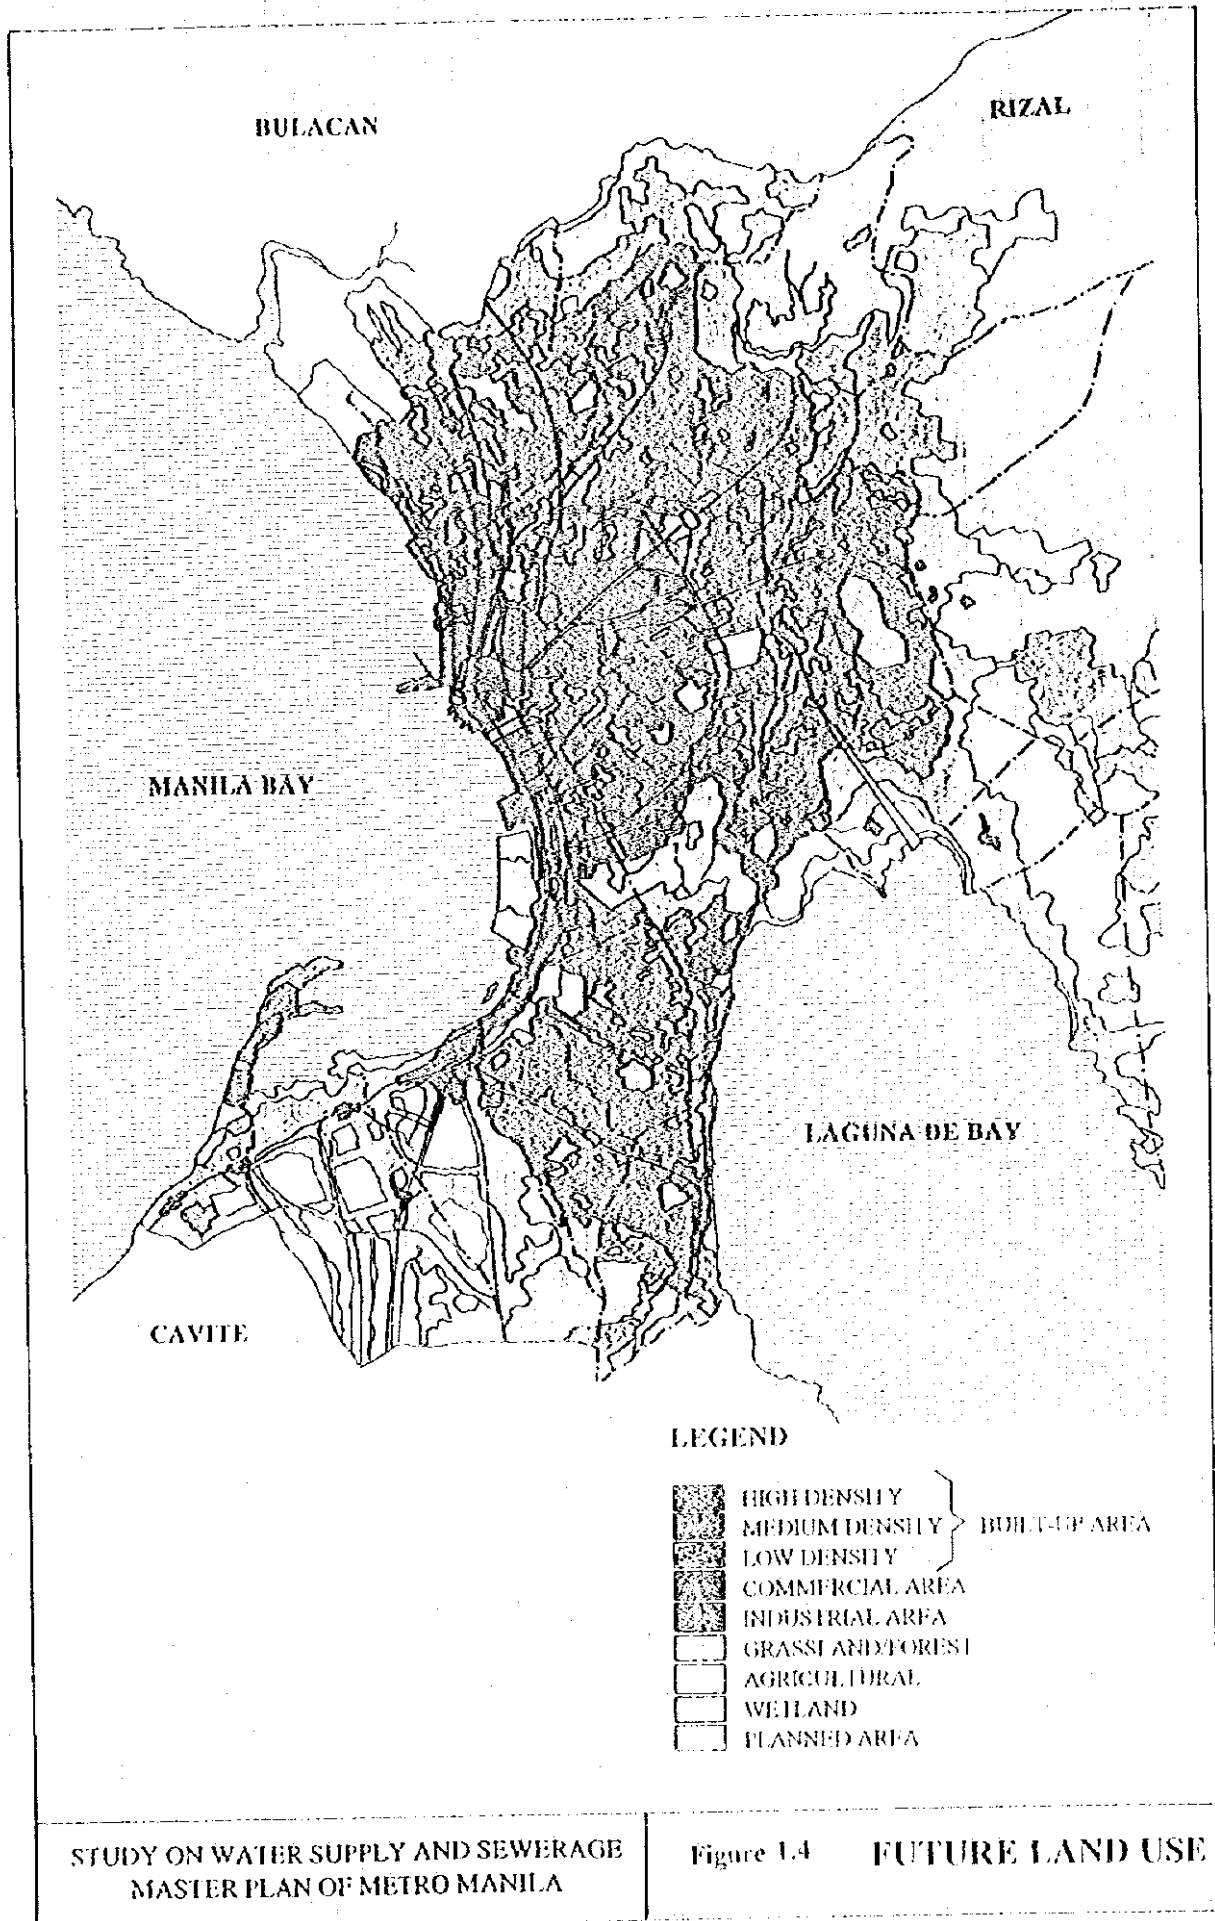 BULACAN
RIZAL
MANILA BAY
LAGUNA DE BAY
CAVITE
LEGEND
HIGH DENSITY
MEDIUM DENSITY
LOW DENSITY
BUILT-UP AREA
COMMERCIAL AREA
INDUSTRIAL AREA
GRASSLAND/FOREST
AGRICULTURAL
WETLAND
PLANNED AREA
STUDY ON WATER SUPPLY AND SEWERAGE
MASTER PLAN OF METRO MANILA
Figure 1.4 FUTURE LAND USE